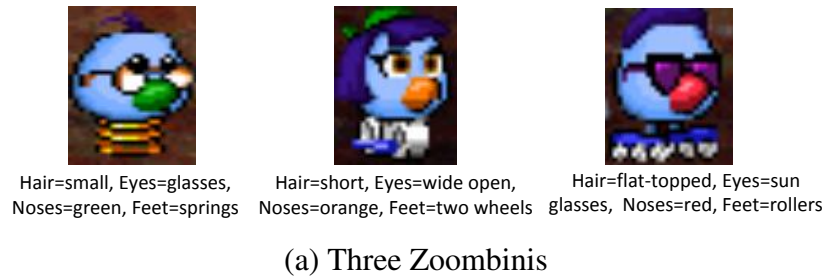 Hair=small, Eyes=glasses,
Noses=green, Feet=springs
Hair=short, Eyes=wide open,
Noses=orange, Feet=two wheels
Hair=flat-topped, Eyes=sun
glasses, Noses=red, Feet=rollers
(a) Three Zoombinis